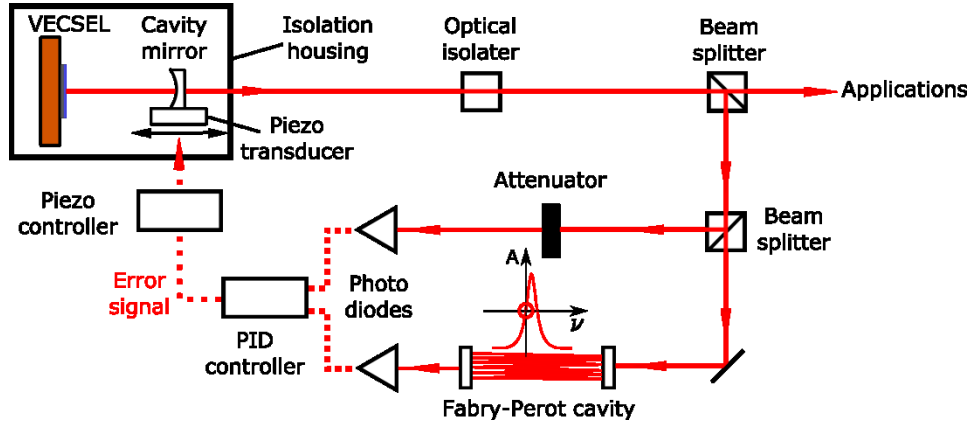 VECSEL
Cavity
mirror
Isolation
housing
Optical
isolater
Beam
splitter
Applications
Piezo
transducer
Piezo
controller
Attenuator
Beam
splitter
Error
signal
Photo
diodes
A
ν
PID
controller
Fabry-Perot cavity